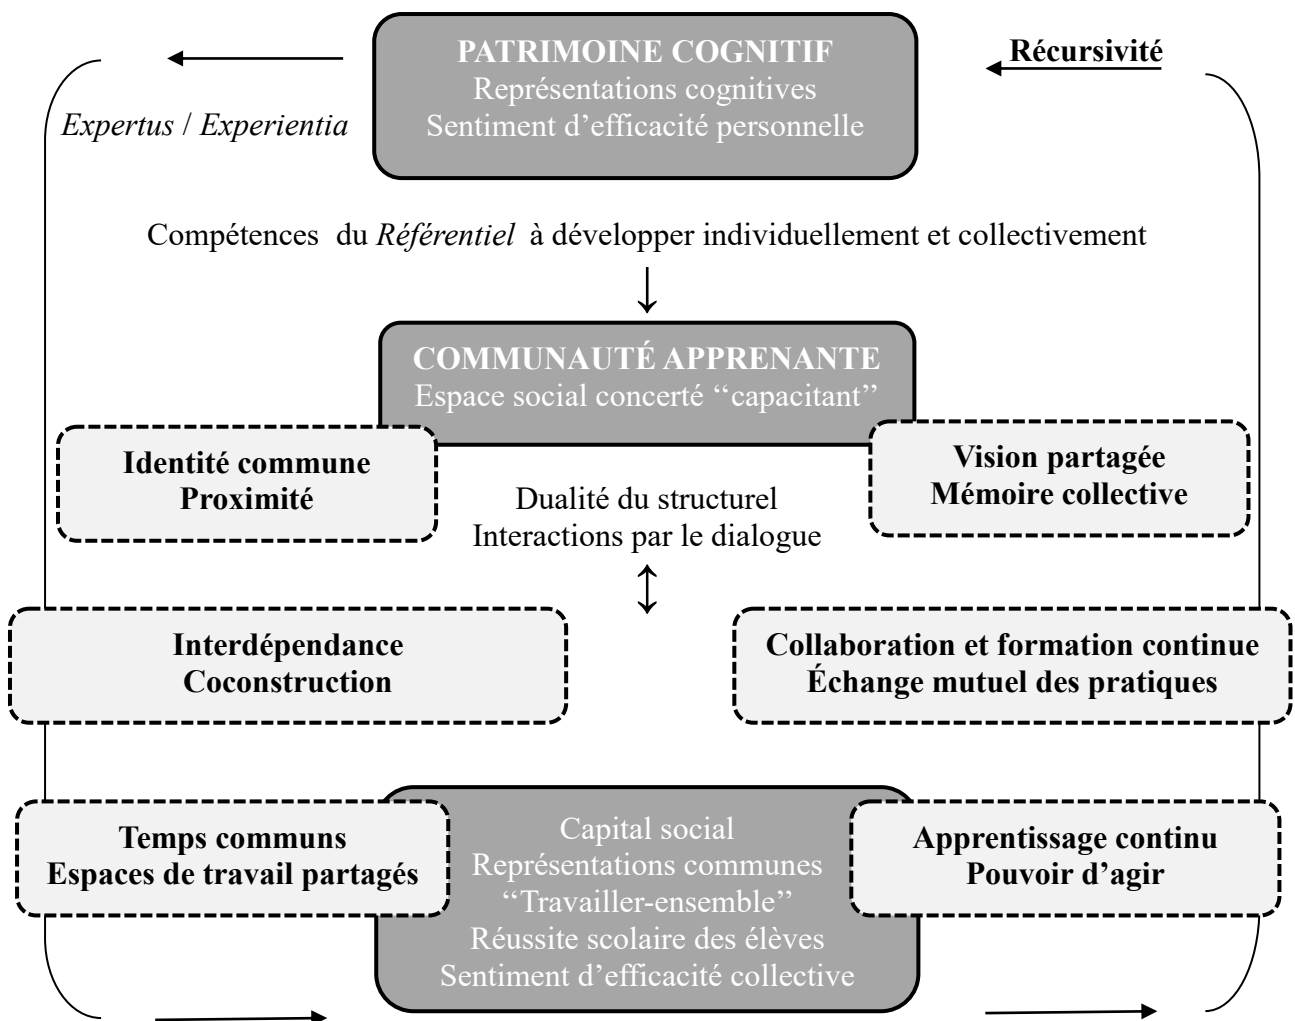 PATRIMOINE COGNITIF
Représentations cognitives
Sentiment d’efficacité personnelle
Récursivité
Expertus / Experientia
Compétences du Référentiel à développer individuellement et collectivement
COMMUNAUTÉ APPRENANTE
Espace social concerté ‘‘capacitant’’
Identité commune
Proximité
Vision partagée
Mémoire collective
Dualité du structurel
Interactions par le dialogue
Interdépendance
Coconstruction
Collaboration et formation continue
Échange mutuel des pratiques
Temps communs
Espaces de travail partagés
Capital social
Représentations communes
‘‘Travailler-ensemble’’
Réussite scolaire des élèves
Sentiment d’efficacité collective
Apprentissage continu
Pouvoir d’agir